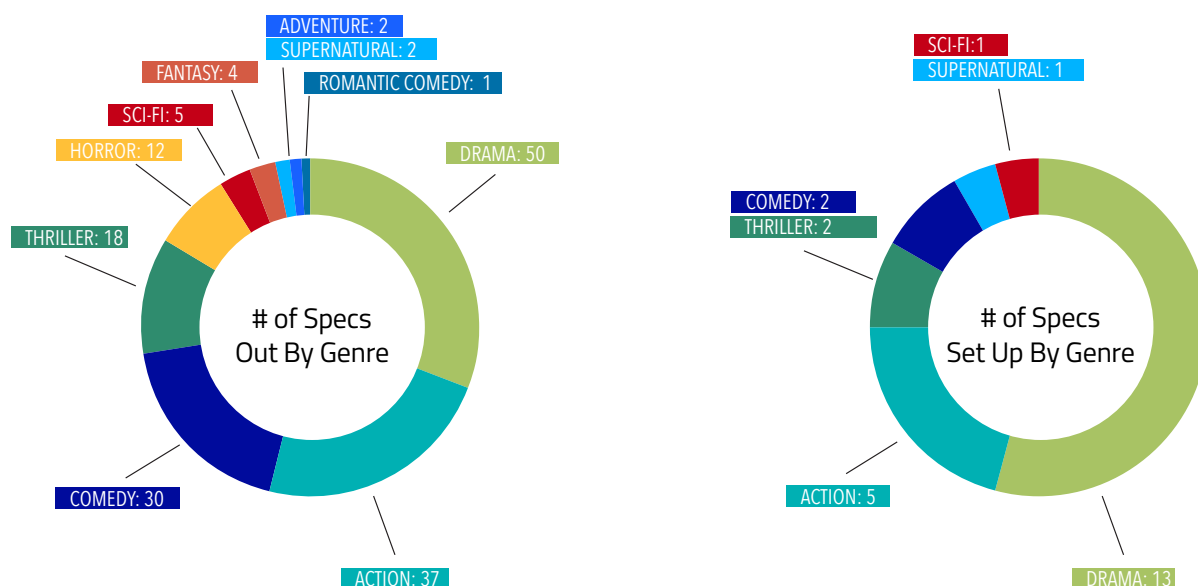 ADVENTURE: 2
SUPERNATURAL: 2
FANTASY: 4
ROMANTIC COMEDY: 1
SCI-FI: 5
HORROR: 12
DRAMA: 50
THRILLER: 18
# of Specs
Out By Genre
COMEDY: 30
ACTION: 37
SCI-FI:1
SUPERNATURAL: 1
COMEDY: 2
THRILLER: 2
# of Specs
Set Up By Genre
ACTION: 5
DRAMA: 13